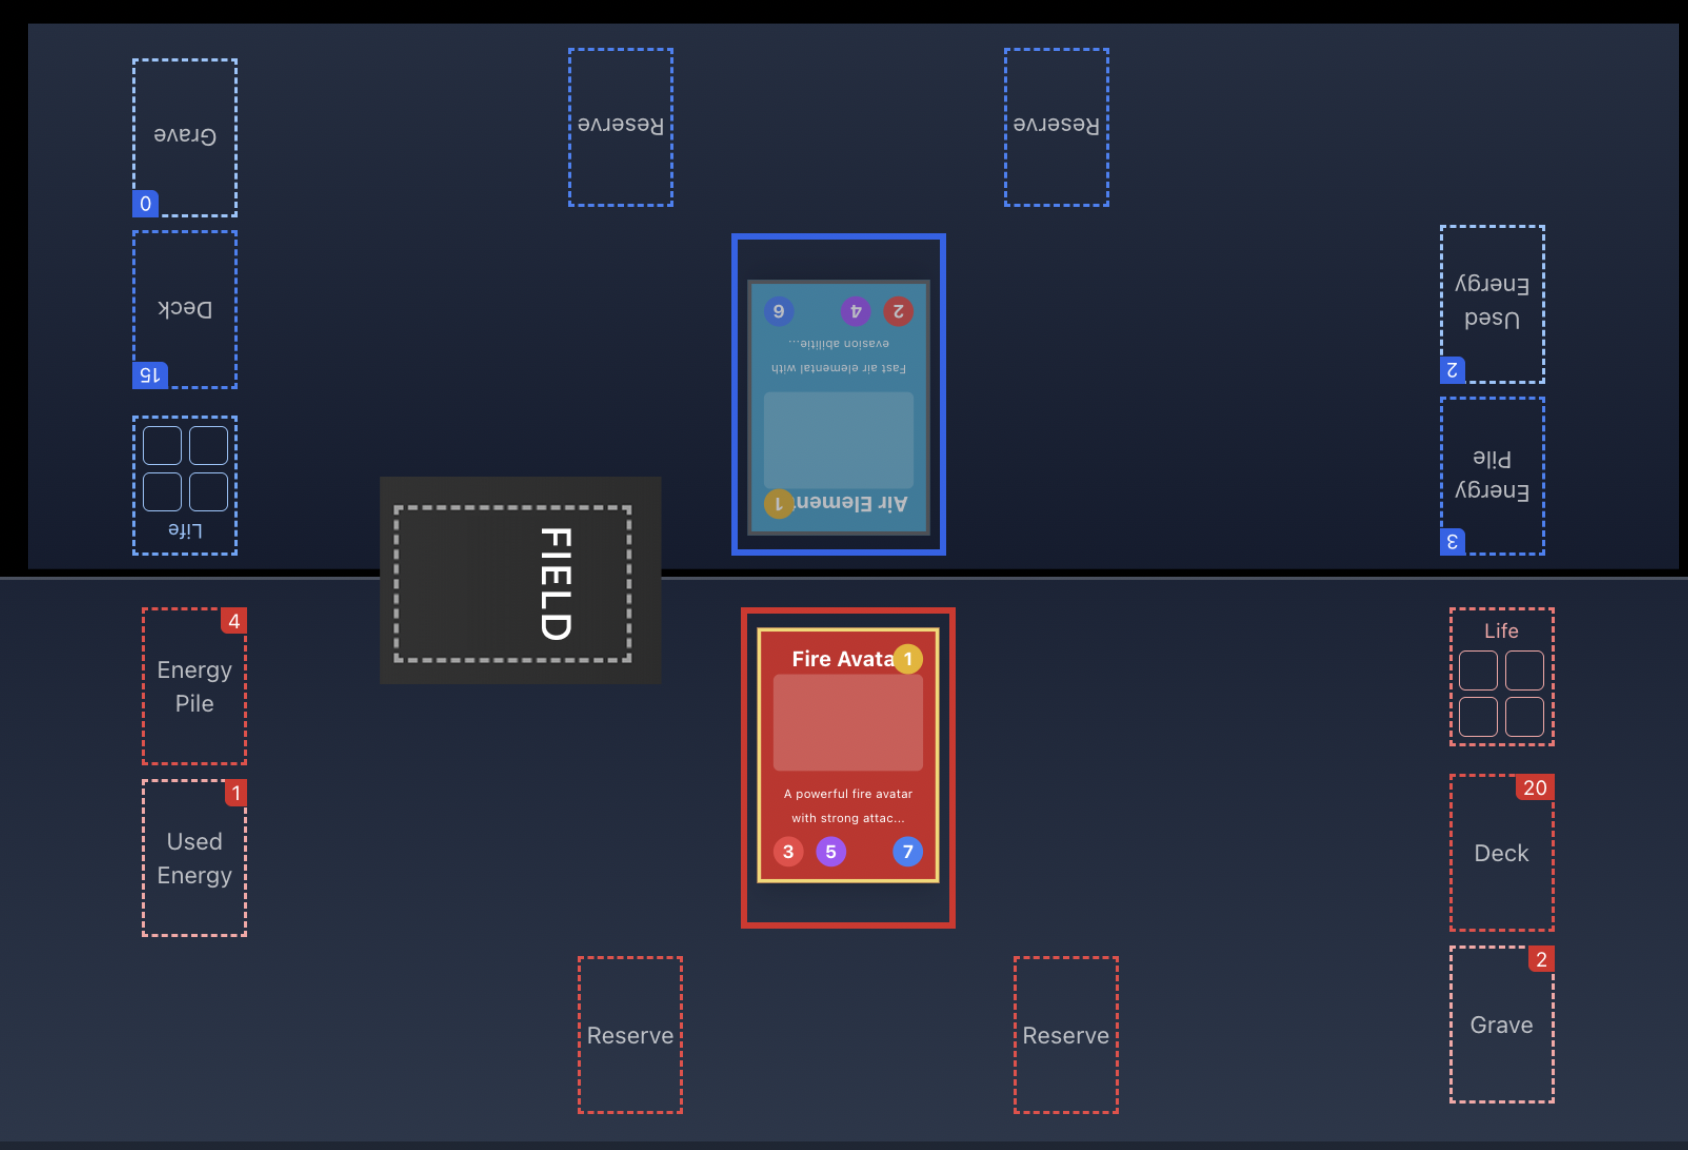 Grave
0
Reserve
Reserve
Deck
15
Used
Energy
2
6
4
2
evasion abilities...
Fast air elemental with
Air Elemen
1
Energy
Pile
3
Life
FIELD
4
Energy
Pile
1
Used
Energy
Fire Avata
1
A powerful fire avatar
with strong attac...
3
5
7
Life
20
Deck
2
Grave
Reserve
Reserve